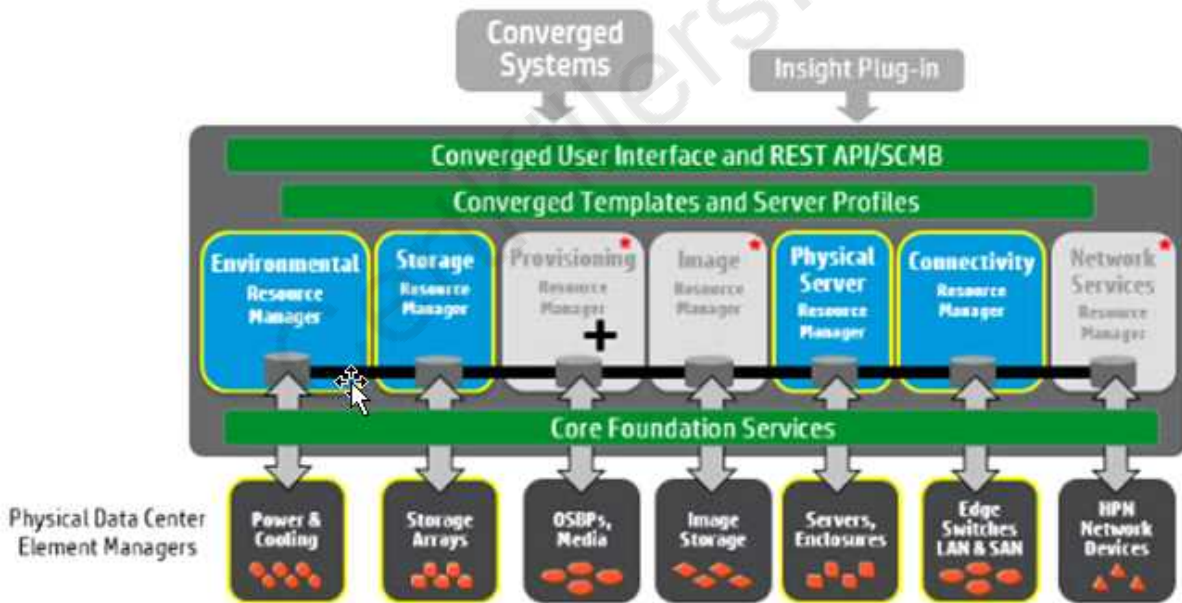 Converged
Systems
Insight Plug-in
Converged User Interface and REST API/SCMB
Converged Templates and Server Profiles
Environmental
Resource
Manager
Storage
Resource
Manager
Provisioning
Resource
Manager
Image
Resource
Manager
Physical
Server
Resource
Manager
Connectivity
Resource
Manager
Network
Services
Resource
Manager
Core Foundation Services
Physical Data Center
Element Managers
Power &
Cooling
Storage
Arrays
OSBPs,
Media
Image
Storage
Servers,
Enclosures
Edge
Switches
LAN & SAN
HPN
Network
Devices